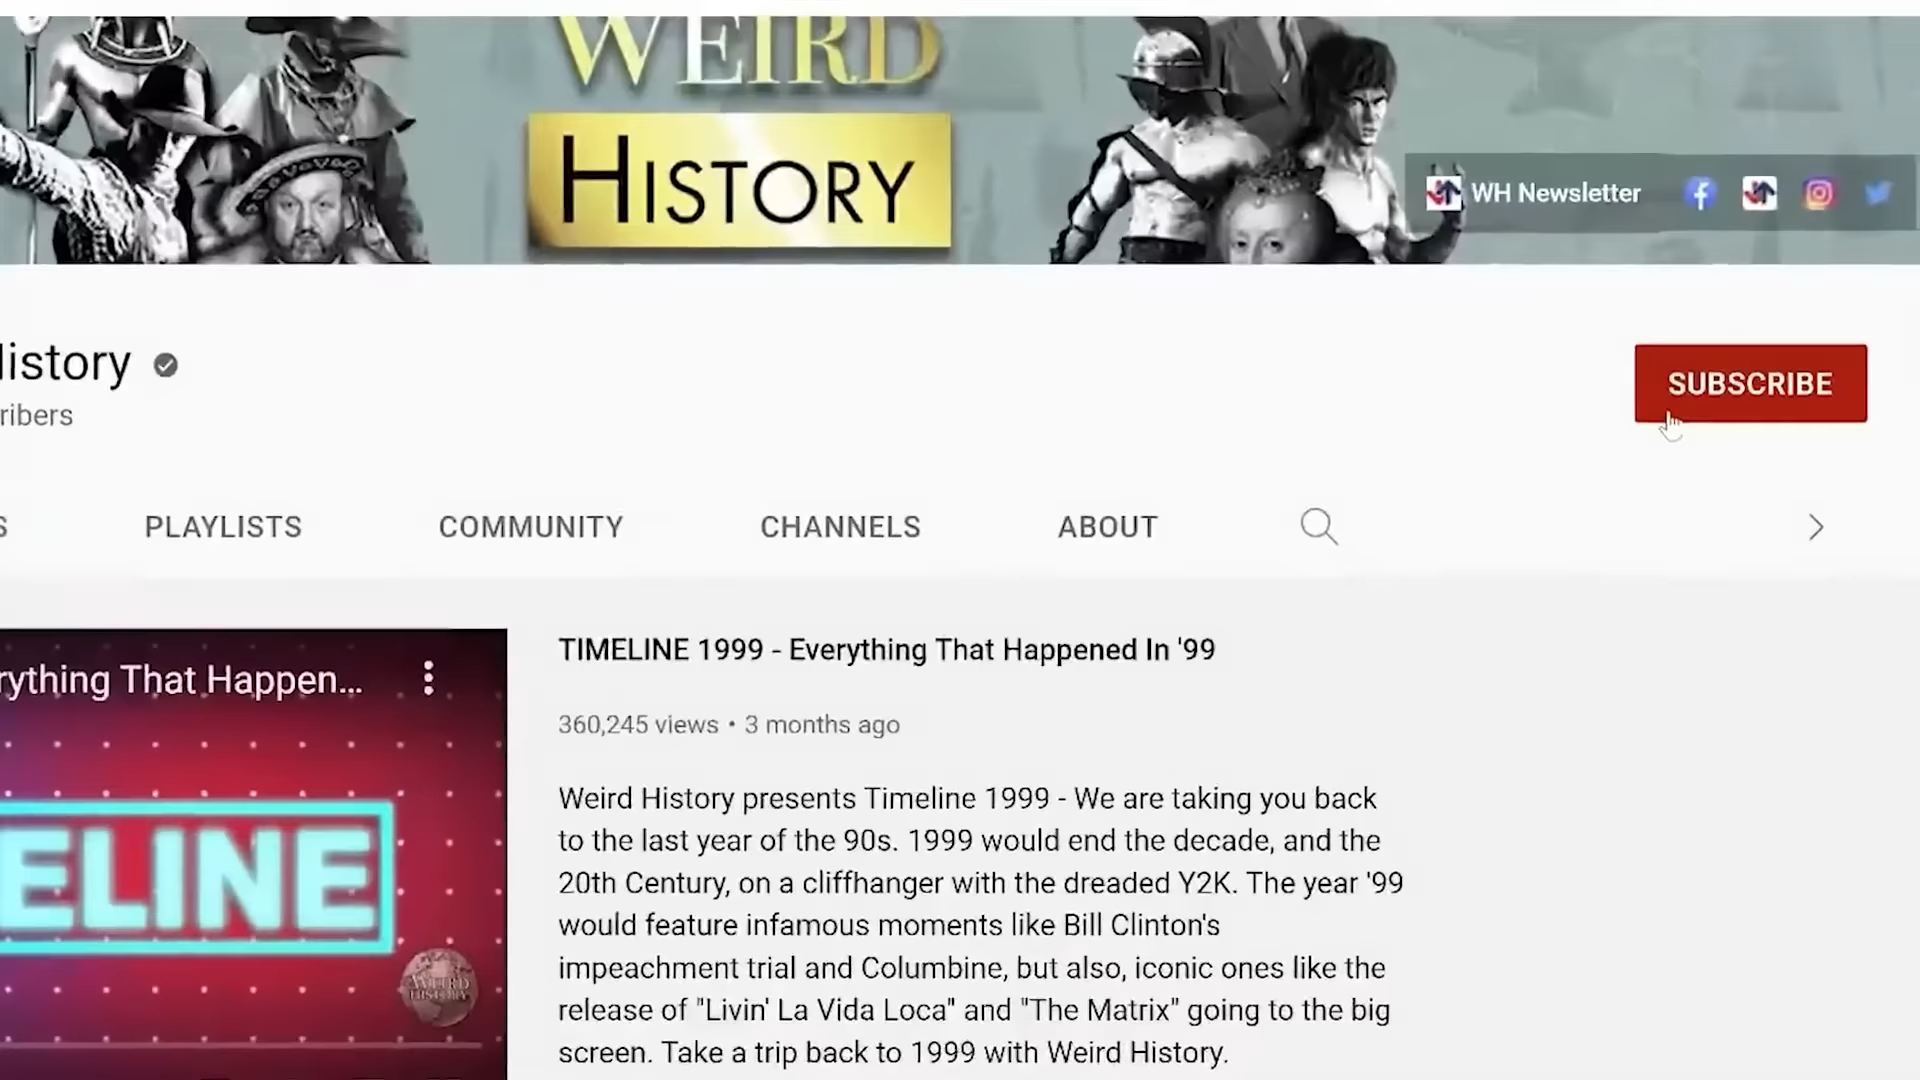 WEIRD
HISTORY
WH Newsletter
History
ribers
SUBSCRIBE
S
PLAYLISTS
COMMUNITY
CHANNELS
ABOUT
TIMELINE 1999 - Everything That Happened In '99
rything That Happen...
360,245 views • 3 months ago
Weird History presents Timeline 1999 - We are taking you back
to the last year of the 90s. 1999 would end the decade, and the
20th Century, on a cliffhanger with the dreaded Y2K. The year '99
would feature infamous moments like Bill Clinton's
impeachment trial and Columbine, but also, iconic ones like the
release of "Livin' La Vida Loca" and "The Matrix" going to the big
screen. Take a trip back to 1999 with Weird History.
ELINE
WEIRD
HISTORY